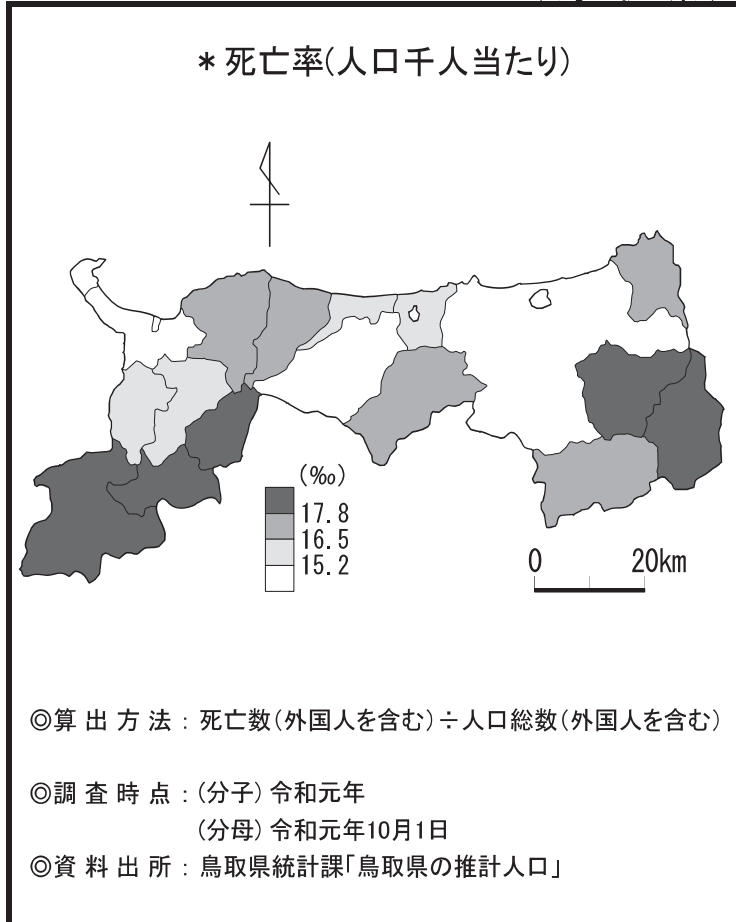 ＊死亡率(人口千人当たり)
(‰)
17.8
16.5
15.2
0 20km
◎算出方法：死亡数(外国人を含む)÷人口総数(外国人を含む)
◎調査時点：(分子)令和元年
(分母)令和元年10月1日
◎資料出所：鳥取県統計課｢鳥取県の推計人口｣